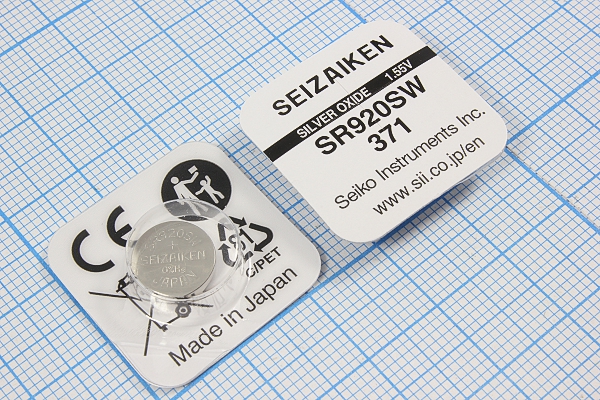 SEIZAIKEN
SILVER OXIDE 1.55V
SR920SW
371
Seiko Instruments Inc.
www.sii.co.jp/en
CE
SR920SW
+
SEIZAIKEN
Made in Japan